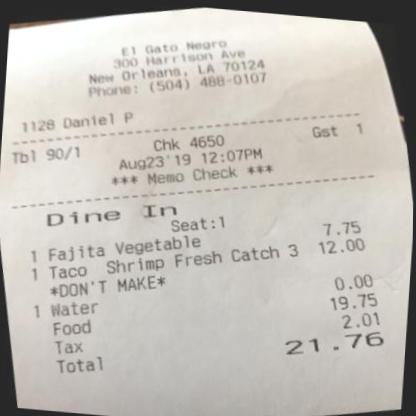 El Gato Negro
300 Harrison Ave
New Orleans, LA 70124
Phone: (504) 488-0107
1128 Daniel P
Tbl 90/1 Chk 4650 Gst 1
Aug23'19 12:07PM
*** Memo Check ***
Dine In
Seat:1
1 Fajita Vegetable 7.75
1 Taco Shrimp Fresh Catch 3 12.00
*DON'T MAKE*
1 Water 0.00
Food 19.75
Tax 2.01
Total 21.76